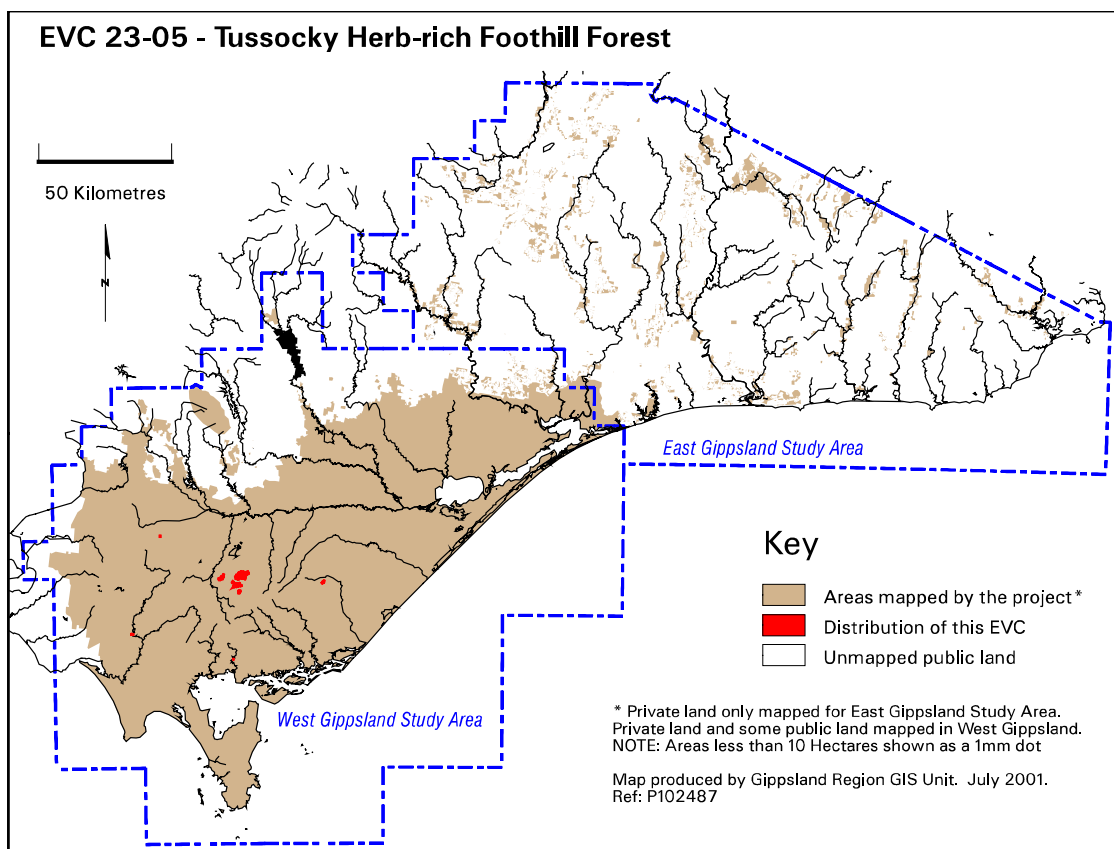 EVC 23-05 - Tussocky Herb-rich Foothill Forest
50 Kilometres
N
East Gippsland Study Area
West Gippsland Study Area
Key
Areas mapped by the project*
Distribution of this EVC
Unmapped public land
* Private land only mapped for East Gippsland Study Area.
Private land and some public land mapped in West Gippsland.
NOTE: Areas less than 10 Hectares shown as a 1mm dot
Map produced by Gippsland Region GIS Unit. July 2001.
Ref: P102487